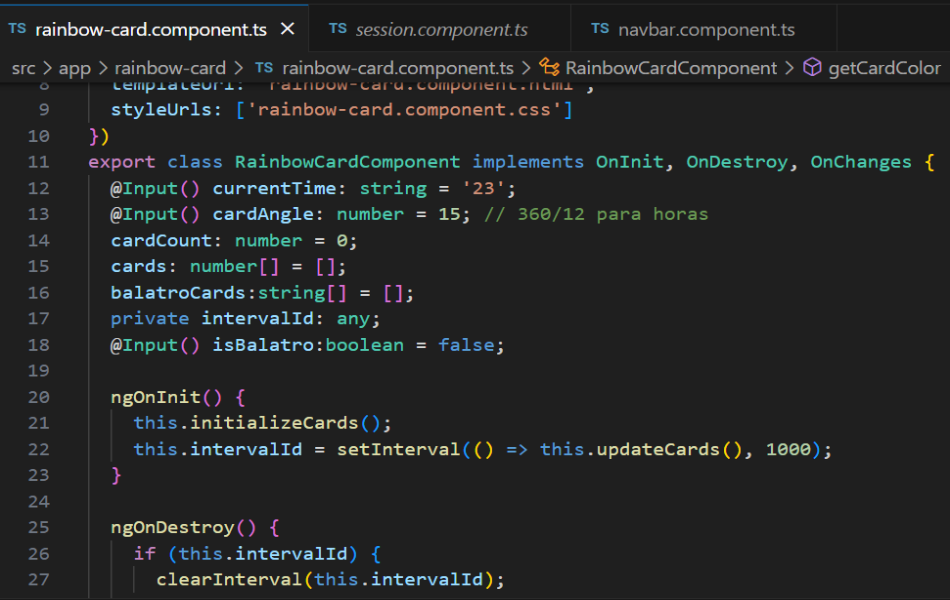 TS rainbow-card.component.ts × TS session.component.ts TS navbar.component.ts
src > app > rainbow-card > TS rainbow-card.component.ts > RainbowCardComponent > getCardColor
8 templateUrl: 'rainbow-card.component.html',
9 styleUrls: ['rainbow-card.component.css']
10 })
11 export class RainbowCardComponent implements OnInit, OnDestroy, OnChanges {
12 @Input() currentTime: string = '23';
13 @Input() cardAngle: number = 15; // 360/12 para horas
14 cardCount: number = 0;
15 cards: number[] = [];
16 balatroCards:string[] = [];
17 private intervalId: any;
18 @Input() isBalatro:boolean = false;
19
20 ngOnInit() {
21 this.initializeCards();
22 this.intervalId = setInterval(() => this.updateCards(), 1000);
23 }
24
25 ngOnDestroy() {
26 if (this.intervalId) {
27 clearInterval(this.intervalId);